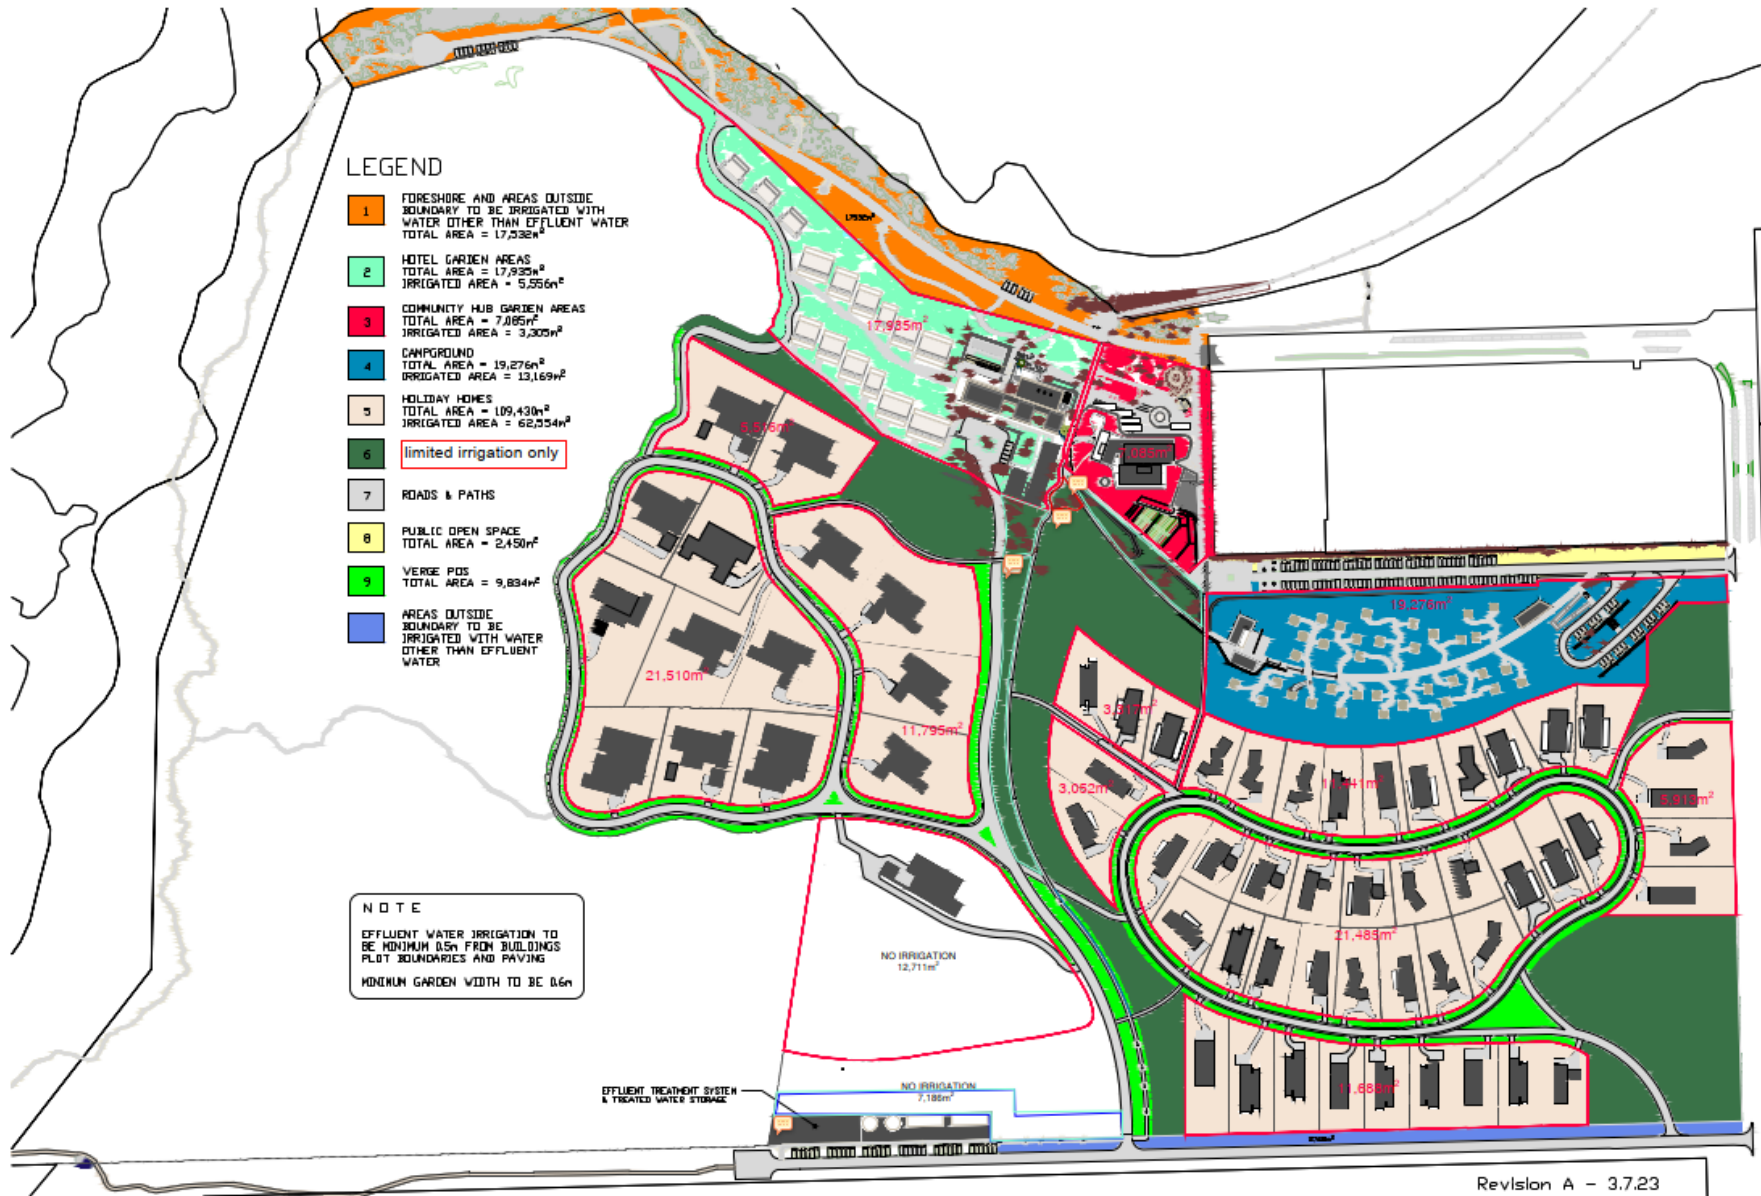 LEGEND
1
FORESHORE AND AREAS OUTSIDE
BOUNDARY TO BE IRRIGATED WITH
WATER OTHER THAN EFFLUENT WATER
TOTAL AREA = 17,532m²
2
HOTEL GARDEN AREAS
TOTAL AREA = 17,935m²
IRRIGATED AREA = 5,556m²
3
COMMUNITY HUB GARDEN AREAS
TOTAL AREA = 7,085m²
IRRIGATED AREA = 3,305m²
4
CAMPGROUND
TOTAL AREA = 19,276m²
IRRIGATED AREA = 13,169m²
5
HOLIDAY HOMES
TOTAL AREA = 109,430m²
IRRIGATED AREA = 62,554m²
6
limited irrigation only
7
ROADS & PATHS
8
PUBLIC OPEN SPACE
TOTAL AREA = 2,450m²
9
VERGE POS
TOTAL AREA = 9,834m²
AREAS OUTSIDE
BOUNDARY TO BE
IRRIGATED WITH WATER
OTHER THAN EFFLUENT
WATER
17532m²
17,935m²
7,085m²
19,276m²
21,510m²
11,795m²
3,052m²
21,485m²
NOTE
EFFLUENT WATER IRRIGATION TO
BE MINIMUM 0.5m FROM BUILDINGS
PLOT BOUNDARIES AND PAVING
MINIMUM GARDEN WIDTH TO BE 0.6m
NO IRRIGATION
12,711m²
NO IRRIGATION
7,186m²
EFFLUENT TREATMENT SYSTEM
& TREATED WATER STORAGE
11,688m²
Revision A - 3.7.23